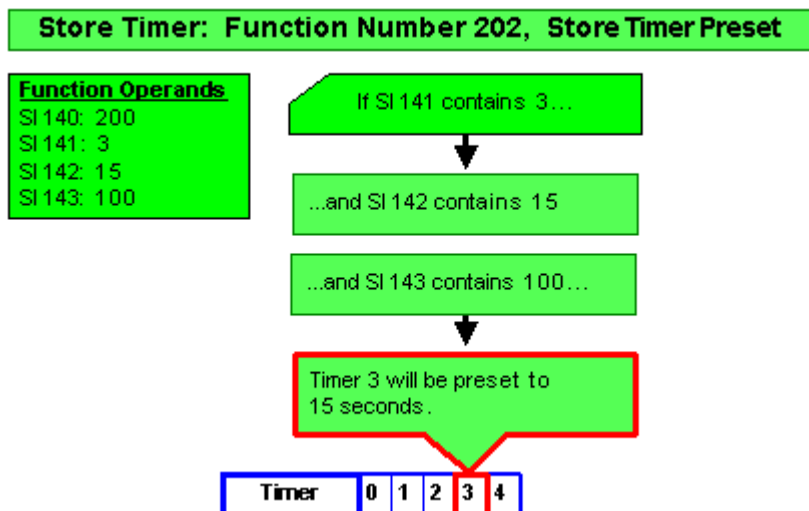 Store Timer: Function Number 202, Store Timer Preset
Function Operands
SI 140: 200
SI 141: 3
SI 142: 15
SI 143: 100
If SI 141 contains 3...
...and SI 142 contains 15
...and SI 143 contains 100...
Timer 3 will be preset to
15 seconds.
Timer 0 1 2 3 4